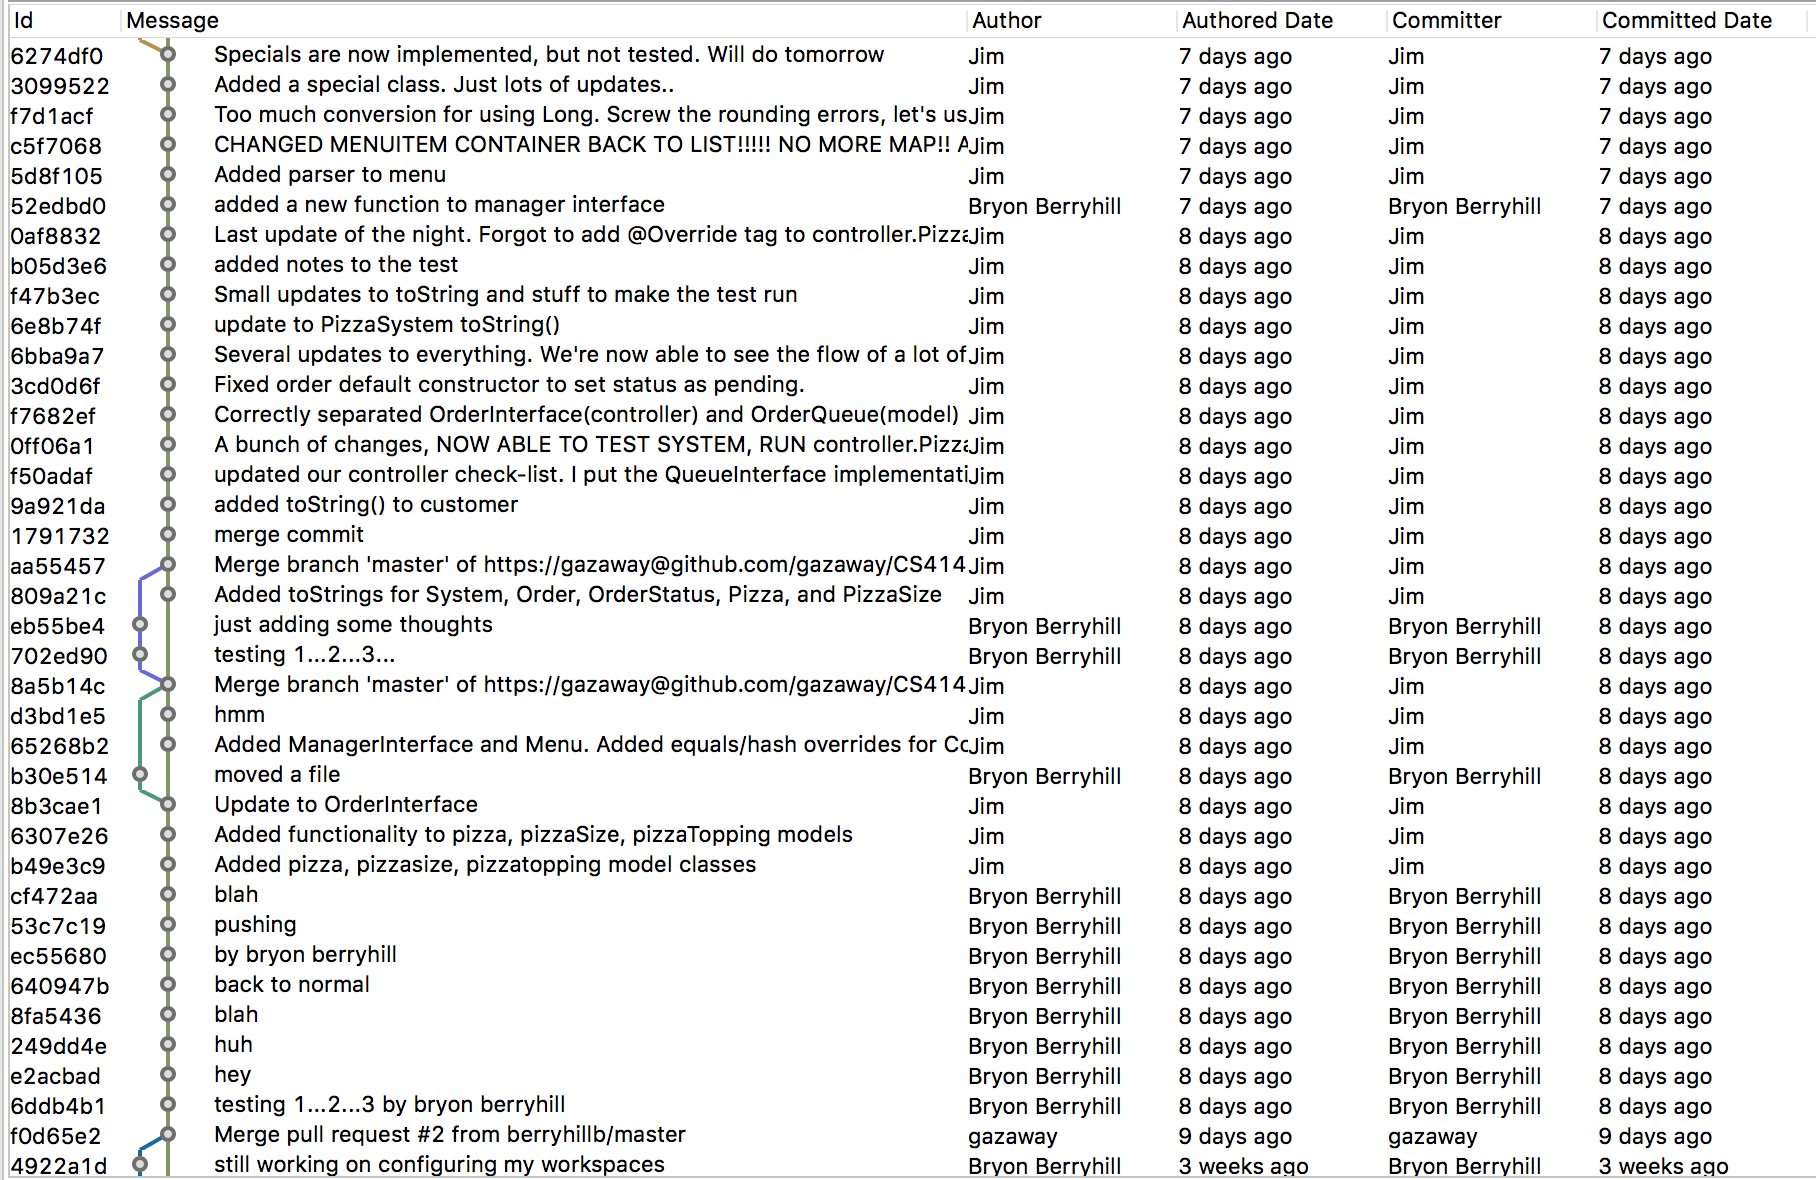 Id Message Author Authored Date Committer Committed Date
6274df0 Specials are now implemented, but not tested. Will do tomorrow Jim 7 days ago Jim 7 days ago
3099522 Added a special class. Just lots of updates.. Jim 7 days ago Jim 7 days ago
f7d1acf Too much conversion for using Long. Screw the rounding errors, let's us Jim 7 days ago Jim 7 days ago
c5f7068 CHANGED MENUITEM CONTAINER BACK TO LIST!!!!! NO MORE MAP!! A Jim 7 days ago Jim 7 days ago
5d8f105 Added parser to menu Jim 7 days ago Jim 7 days ago
52edbd0 added a new function to manager interface Bryon Berryhill 7 days ago Bryon Berryhill 7 days ago
0af8832 Last update of the night. Forgot to add @Override tag to controller.Pizza Jim 8 days ago Jim 8 days ago
b05d3e6 added notes to the test Jim 8 days ago Jim 8 days ago
f47b3ec Small updates to toString and stuff to make the test run Jim 8 days ago Jim 8 days ago
6e8b74f update to PizzaSystem toString() Jim 8 days ago Jim 8 days ago
6bba9a7 Several updates to everything. We're now able to see the flow of a lot of Jim 8 days ago Jim 8 days ago
3cd0d6f Fixed order default constructor to set status as pending. Jim 8 days ago Jim 8 days ago
f7682ef Correctly separated OrderInterface(controller) and OrderQueue(model) Jim 8 days ago Jim 8 days ago
0ff06a1 A bunch of changes, NOW ABLE TO TEST SYSTEM, RUN controller.Pizza Jim 8 days ago Jim 8 days ago
f50adaf updated our controller check-list. I put the QueueInterface implementati Jim 8 days ago Jim 8 days ago
9a921da added toString() to customer Jim 8 days ago Jim 8 days ago
1791732 merge commit Jim 8 days ago Jim 8 days ago
aa55457 Merge branch 'master' of https://gazaway@github.com/gazaway/CS414 Jim 8 days ago Jim 8 days ago
809a21c Added toStrings for System, Order, OrderStatus, Pizza, and PizzaSize Jim 8 days ago Jim 8 days ago
eb55be4 just adding some thoughts Bryon Berryhill 8 days ago Bryon Berryhill 8 days ago
702ed90 testing 1...2...3... Bryon Berryhill 8 days ago Bryon Berryhill 8 days ago
8a5b14c Merge branch 'master' of https://gazaway@github.com/gazaway/CS414 Jim 8 days ago Jim 8 days ago
d3bd1e5 hmm Jim 8 days ago Jim 8 days ago
65268b2 Added ManagerInterface and Menu. Added equals/hash overrides for Co Jim 8 days ago Jim 8 days ago
b30e514 moved a file Bryon Berryhill 8 days ago Bryon Berryhill 8 days ago
8b3cae1 Update to OrderInterface Jim 8 days ago Jim 8 days ago
6307e26 Added functionality to pizza, pizzaSize, pizzaTopping models Jim 8 days ago Jim 8 days ago
b49e3c9 Added pizza, pizzasize, pizzatopping model classes Jim 8 days ago Jim 8 days ago
cf472aa blah Bryon Berryhill 8 days ago Bryon Berryhill 8 days ago
53c7c19 pushing Bryon Berryhill 8 days ago Bryon Berryhill 8 days ago
ec55680 by bryon berryhill Bryon Berryhill 8 days ago Bryon Berryhill 8 days ago
640947b back to normal Bryon Berryhill 8 days ago Bryon Berryhill 8 days ago
8fa5436 blah Bryon Berryhill 8 days ago Bryon Berryhill 8 days ago
249dd4e huh Bryon Berryhill 8 days ago Bryon Berryhill 8 days ago
e2acbad hey Bryon Berryhill 8 days ago Bryon Berryhill 8 days ago
6ddb4b1 testing 1...2...3 by bryon berryhill Bryon Berryhill 8 days ago Bryon Berryhill 8 days ago
f0d65e2 Merge pull request #2 from berryhillb/master gazaway 9 days ago gazaway 9 days ago
4922a1d still working on configuring my workspaces Bryon Berryhill 3 weeks ago Bryon Berryhill 3 weeks ago